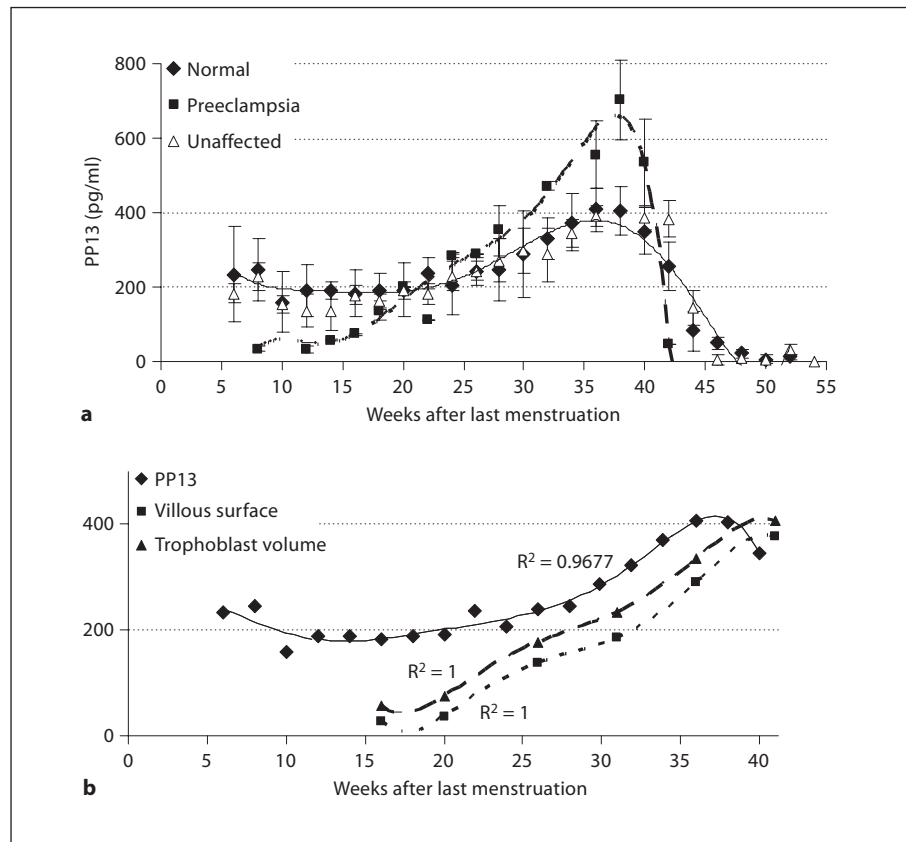 800
600
400
200
0
PP13 (pg/ml)
Normal
Preeclampsia
Unaffected
0 5 10 15 20 25 30 35 40 45 50 55
Weeks after last menstruation
a
PP13
Villous surface
Trophoblast volume
400
200
0
R² = 0.9677
R² = 1
R² = 1
0 5 10 15 20 25 30 35 40
Weeks after last menstruation
b